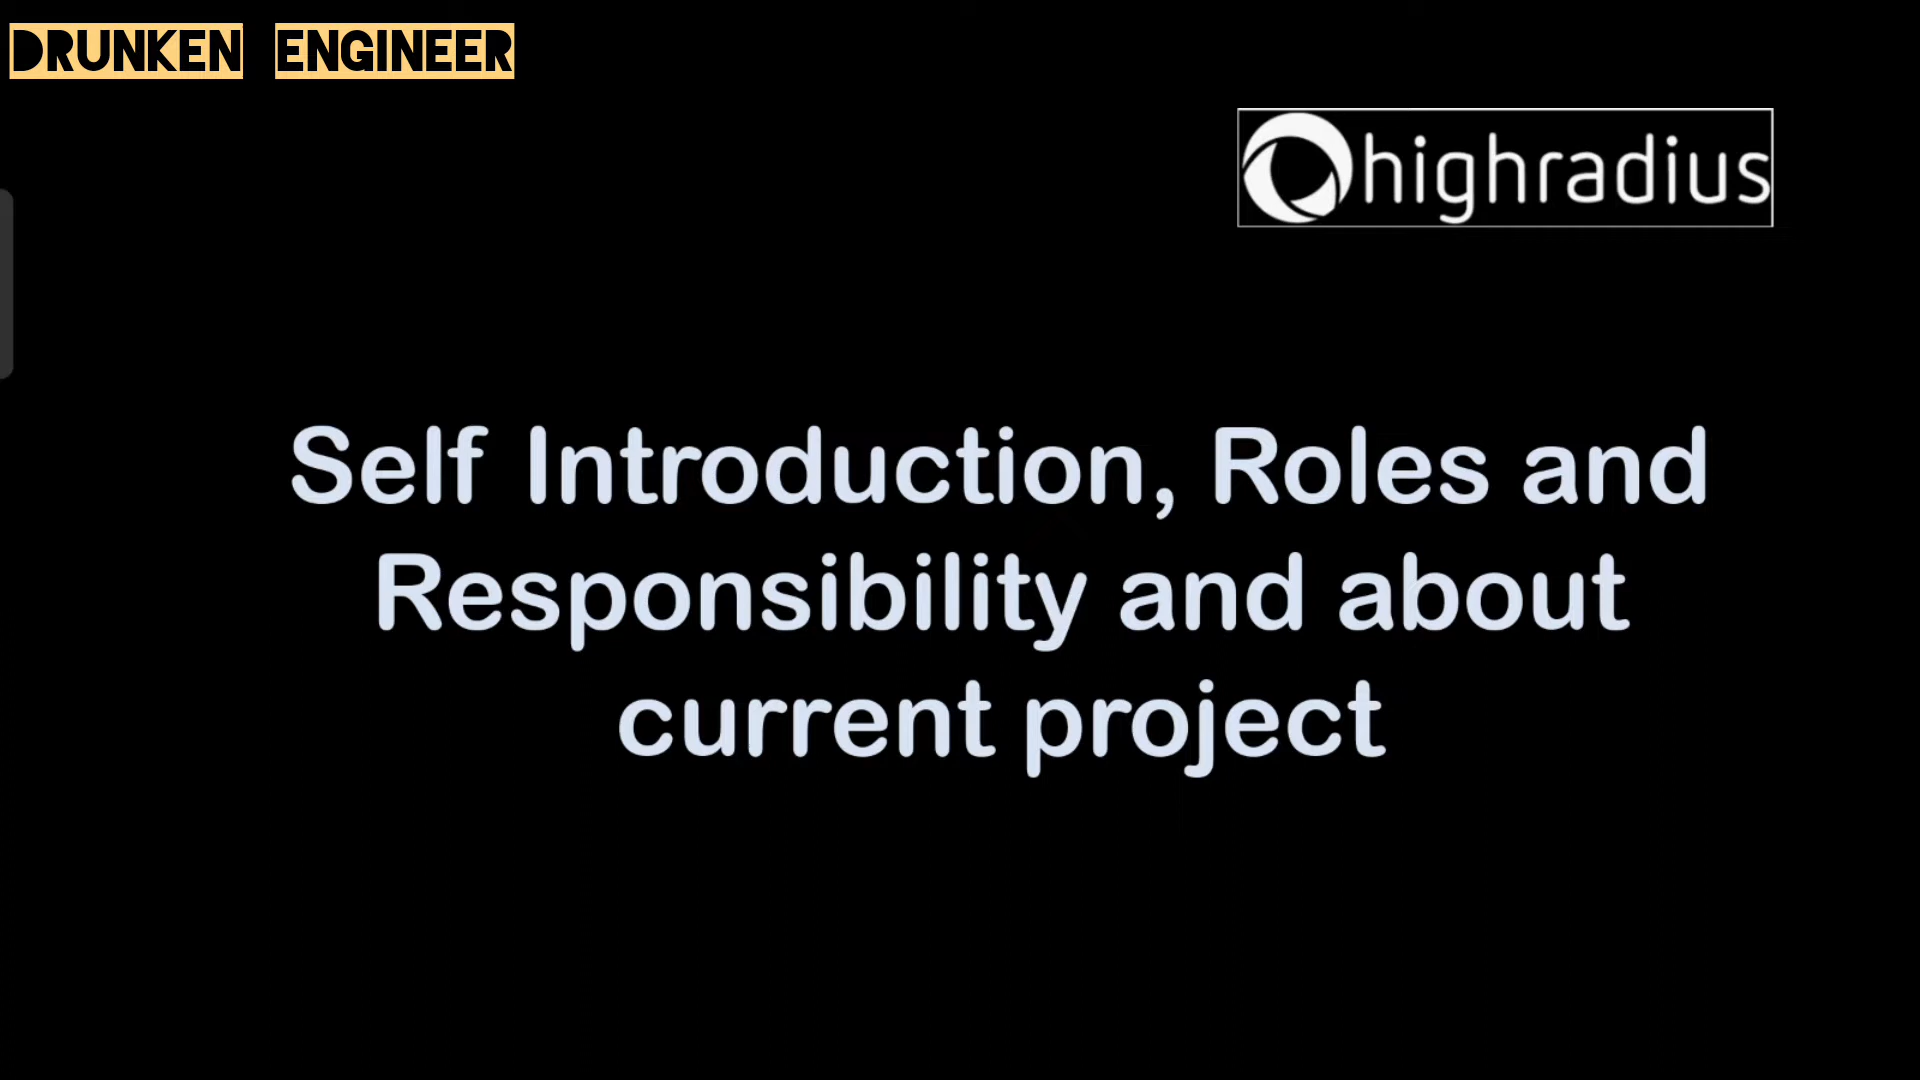 DRUNKEN ENGINEER
highradius
Self Introduction, Roles and
Responsibility and about
current project